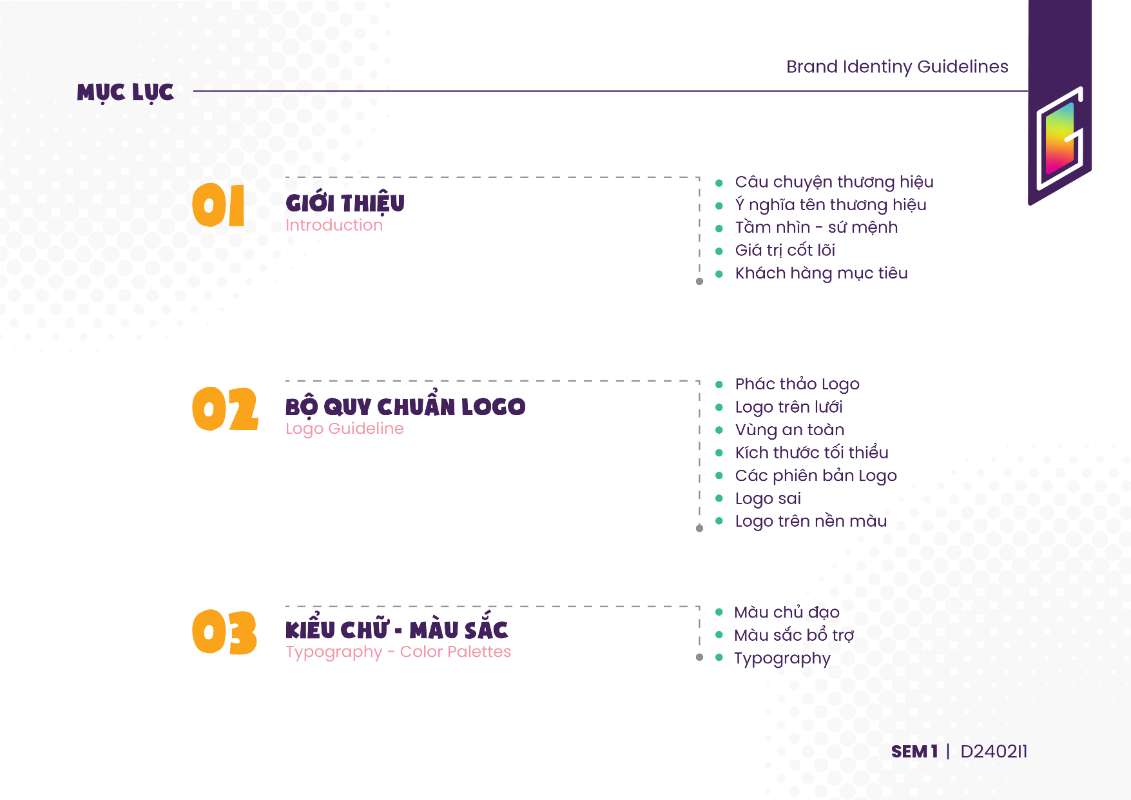 Brand Identiny Guidelines
MỤC LỤC
01
GIỚI THIỆU
Introduction
Câu chuyện thương hiệu
Ý nghĩa tên thương hiệu
Tầm nhìn - sứ mệnh
Giá trị cốt lõi
Khách hàng mục tiêu
02
BỘ QUY CHUẨN LOGO
Logo Guideline
Phác thảo Logo
Logo trên lưới
Vùng an toàn
Kích thước tối thiểu
Các phiên bản Logo
Logo sai
Logo trên nền màu
03
KIỂU CHỮ - MÀU SẮC
Typography - Color Palettes
Màu chủ đạo
Màu sắc bổ trợ
Typography
SEM 1 | D2402I1